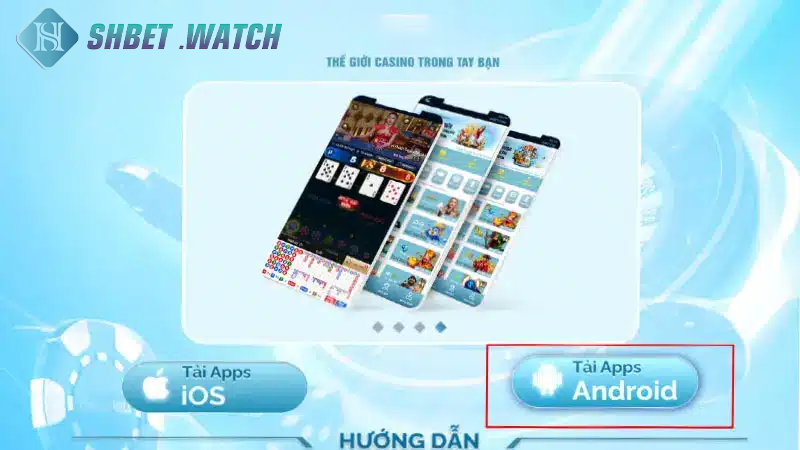 SHBET .WATCH
THẾ GIỚI CASINO TRONG TAY BẠN
Tải Apps
iOS
Tải Apps
Android
HƯỚNG DẪN